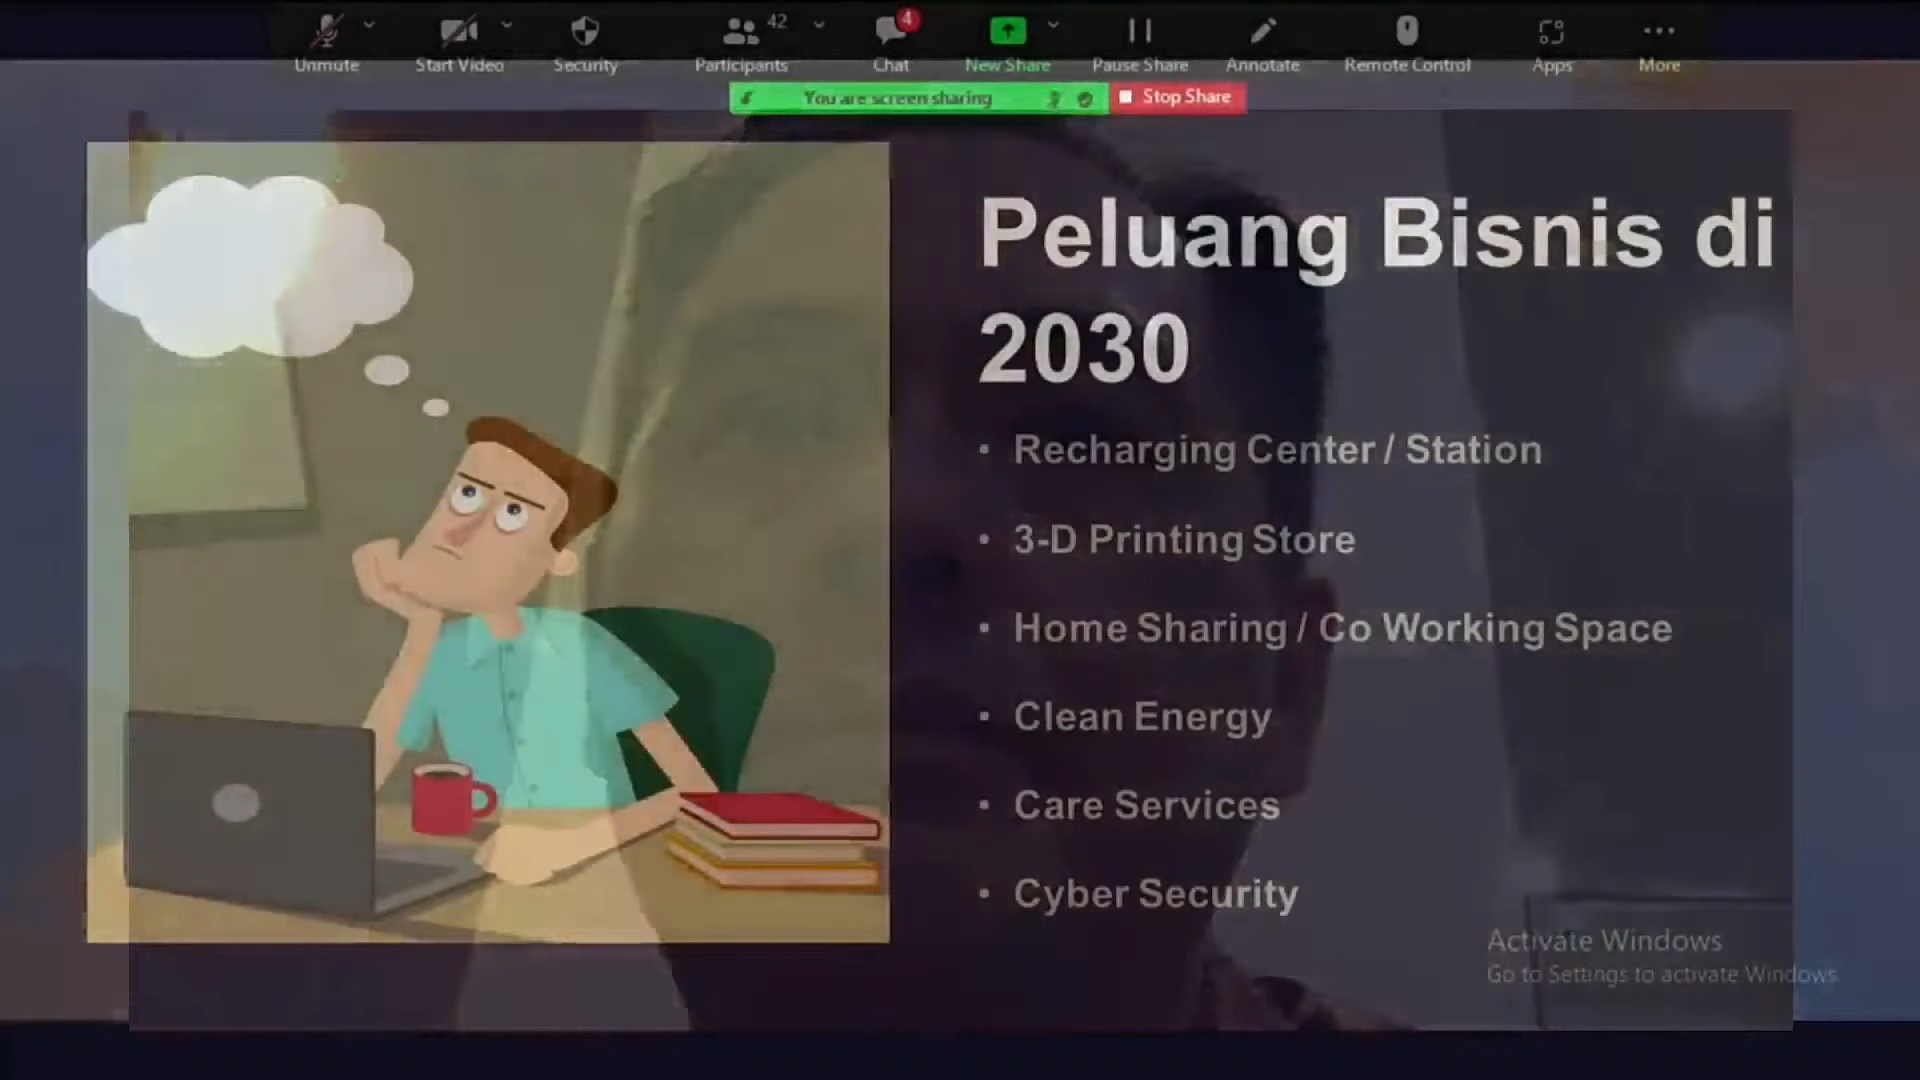 42
4
Unmute
Start Video
Security
Participants
Chat
New Share
Pause Share
Annotate
Remote Control
Apps
More
You are screen sharing
Stop Share
Peluang Bisnis di
2030
• Recharging Center / Station
• 3-D Printing Store
• Home Sharing / Co Working Space
• Clean Energy
• Care Services
• Cyber Security
Activate Windows
Go to Settings to activate Windows.